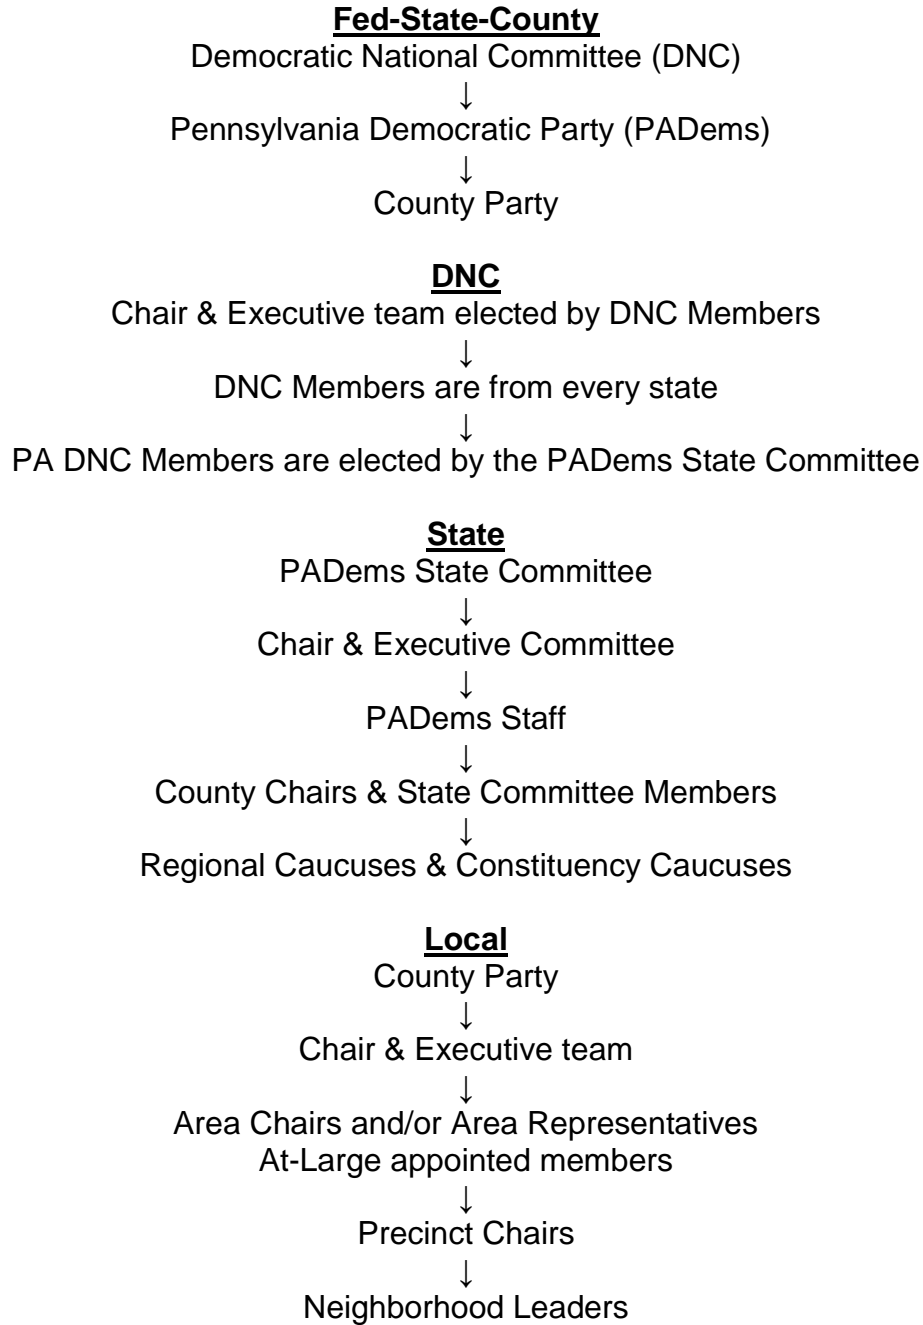 Fed-State-County
Democratic National Committee (DNC)
↓
Pennsylvania Democratic Party (PADems)
↓
County Party
DNC
Chair & Executive team elected by DNC Members
↓
DNC Members are from every state
↓
PA DNC Members are elected by the PADems State Committee
State
PADems State Committee
↓
Chair & Executive Committee
↓
PADems Staff
↓
County Chairs & State Committee Members
↓
Regional Caucuses & Constituency Caucuses
Local
County Party
↓
Chair & Executive team
↓
Area Chairs and/or Area Representatives
At-Large appointed members
↓
Precinct Chairs
↓
Neighborhood Leaders